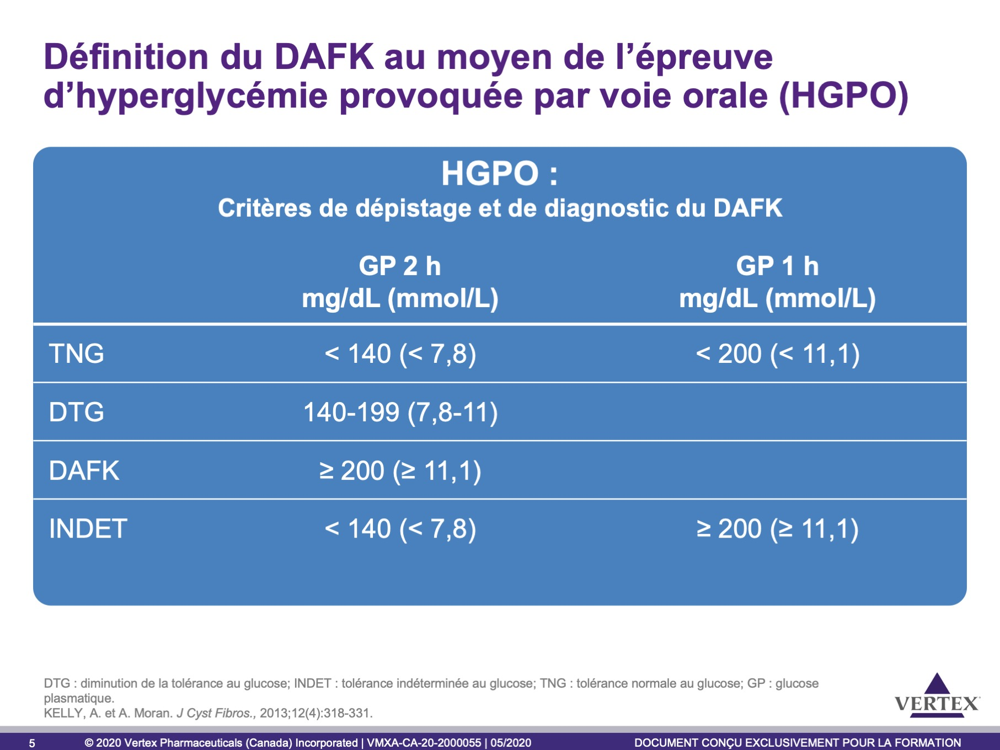 Définition du DAFK au moyen de l’épreuve
d’hyperglycémie provoquée par voie orale (HGPO)
HGPO :
Critères de dépistage et de diagnostic du DAFK
GP 2 h GP 1 h
mg/dL (mmol/L) mg/dL (mmol/L)
TNG < 140 (< 7,8) < 200 (< 11,1)
DTG 140-199 (7,8-11)
DAFK ≥ 200 (≥ 11,1)
INDET < 140 (< 7,8) ≥ 200 (≥ 11,1)
DTG : diminution de la tolérance au glucose; INDET : tolérance indéterminée au glucose; TNG : tolérance normale au glucose; GP : glucose
plasmatique.
KELLY, A. et A. Moran. J Cyst Fibros., 2013;12(4):318-331.
VERTEX
5 © 2020 Vertex Pharmaceuticals (Canada) Incorporated | VMXA-CA-20-2000055 | 05/2020 DOCUMENT CONÇU EXCLUSIVEMENT POUR LA FORMATION